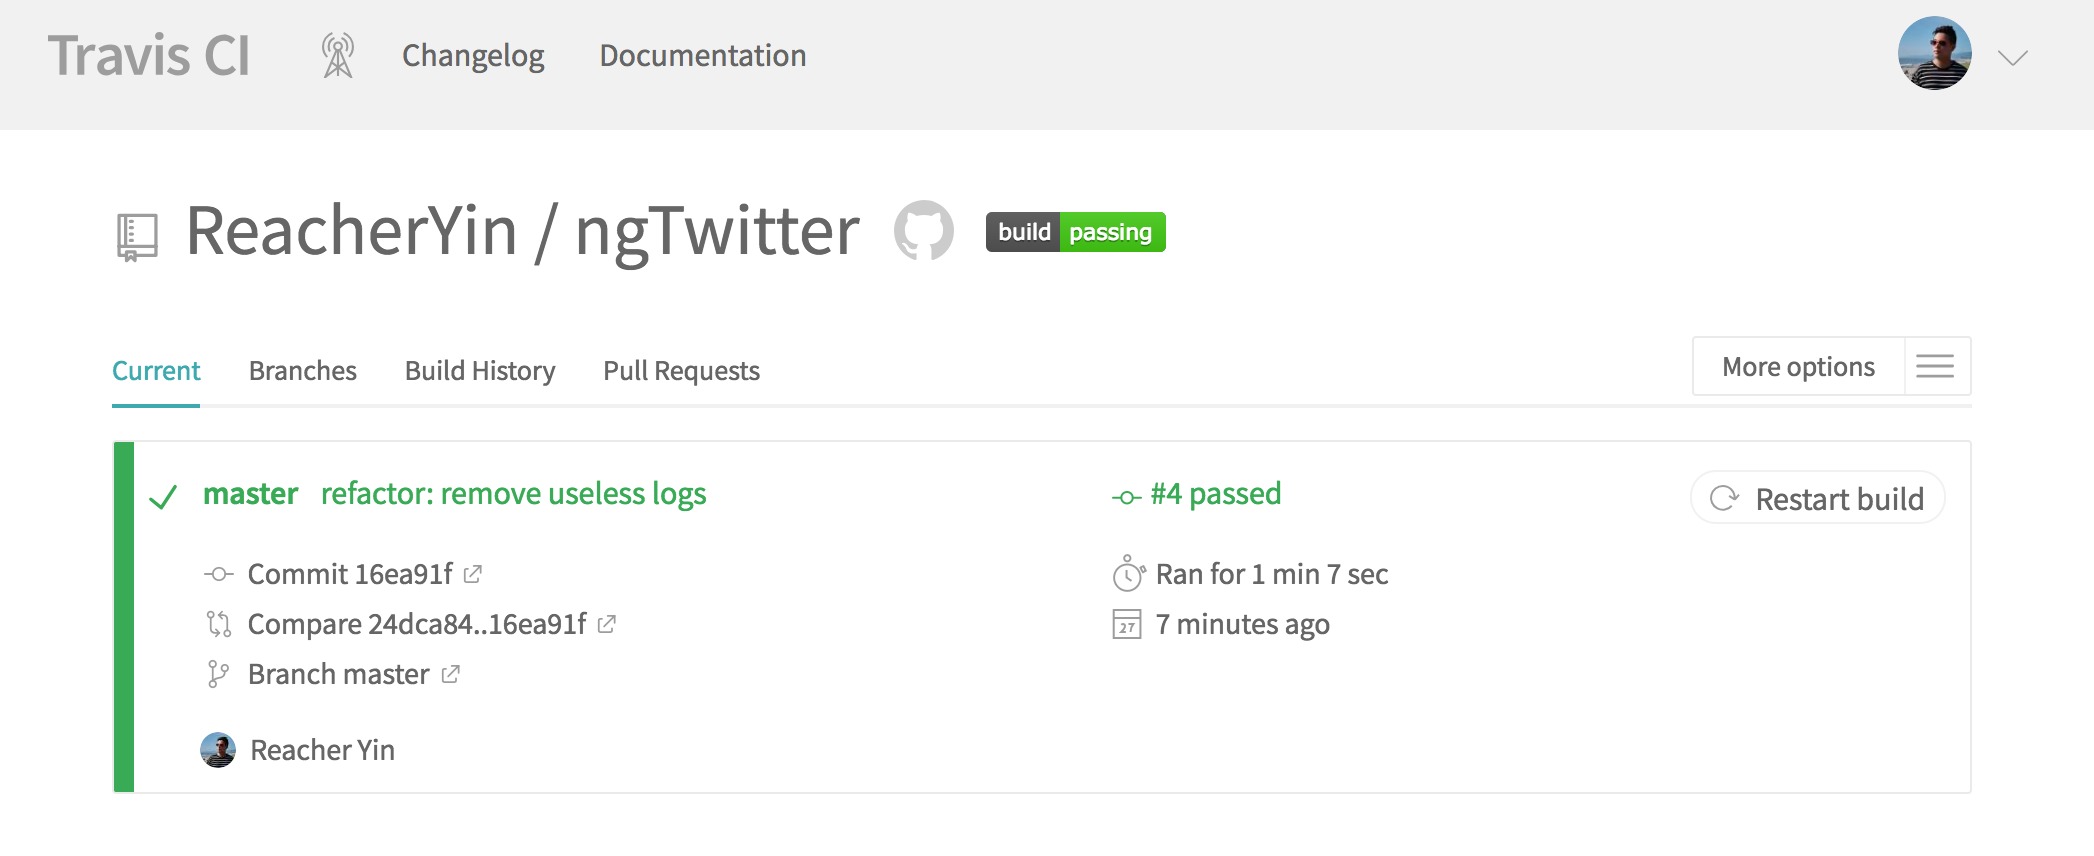 Travis CI Changelog Documentation
ReacherYin / ngTwitter build passing
Current Branches Build History Pull Requests More options
master refactor: remove useless logs #4 passed Restart build
Commit 16ea91f Ran for 1 min 7 sec
Compare 24dca84..16ea91f 27 7 minutes ago
Branch master
Reacher Yin